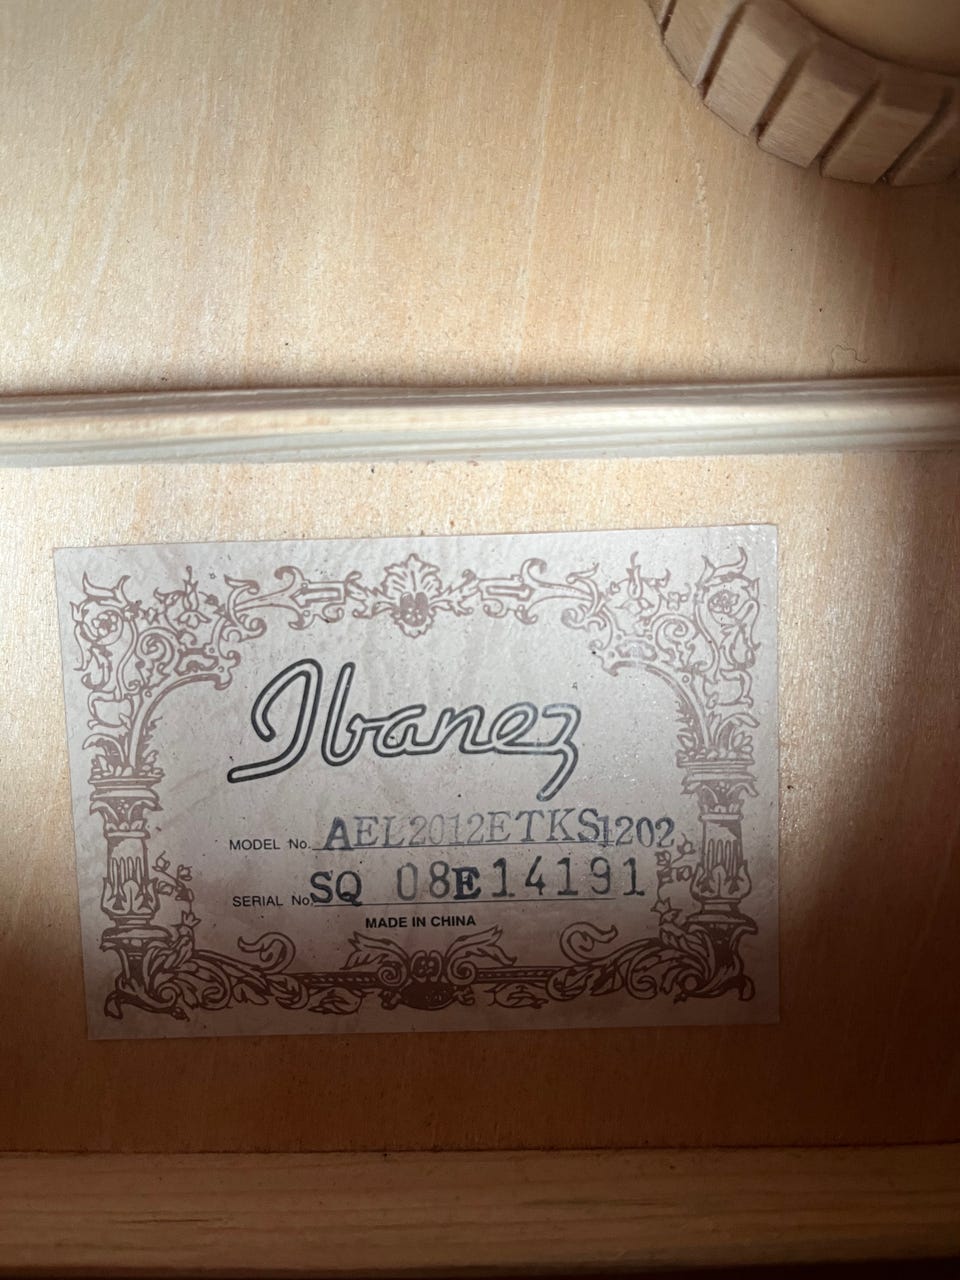 Ibanez
MODEL No. AEL2012ETKS1202
SERIAL No. SQ 08E14191
MADE IN CHINA